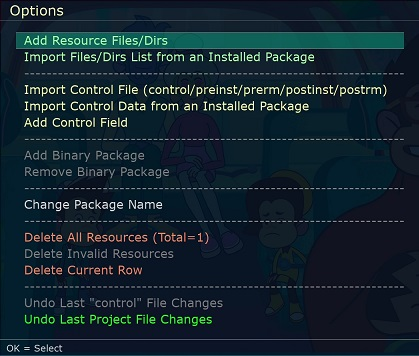 Options
Add Resource Files/Dirs
Import Files/Dirs List from an Installed Package
Import Control File (control/preinst/prerm/postinst/postrm)
Import Control Data from an Installed Package
Add Control Field
Add Binary Package
Remove Binary Package
Change Package Name
Delete All Resources (Total=1)
Delete Invalid Resources
Delete Current Row
Undo Last "control" File Changes
Undo Last Project File Changes
OK = Select